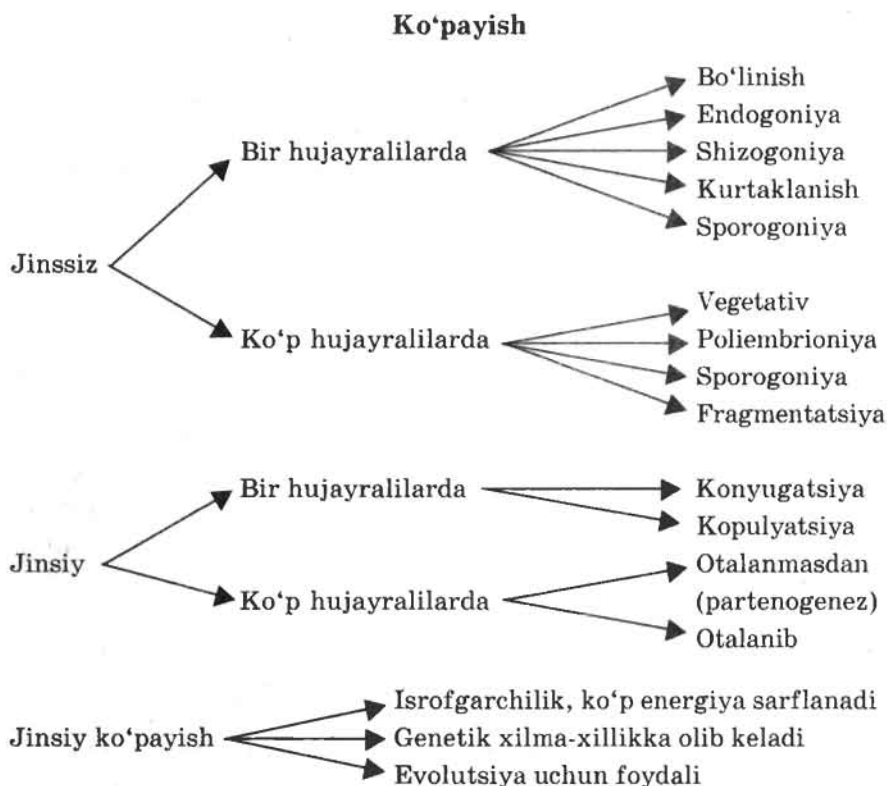 Ko‘payish
Bo‘linish
Endogoniya
Bir hujayralilarda
Shizogoniya
Kurtaklanish
Sporogoniya
Jinssiz
Vegetativ
Ko‘p hujayralilarda
Poliembrioniya
Sporogoniya
Fragmentatsiya
Bir hujayralilarda
Konyugatsiya
Kopulyatsiya
Jinsiy
Otalanmasdan
(partenogenez)
Ko‘p hujayralilarda
Otalanib
Isrofgarchilik, ko‘p energiya sarflanadi
Jinsiy ko‘payish
Genetik xilma-xillikka olib keladi
Evolutsiya uchun foydali